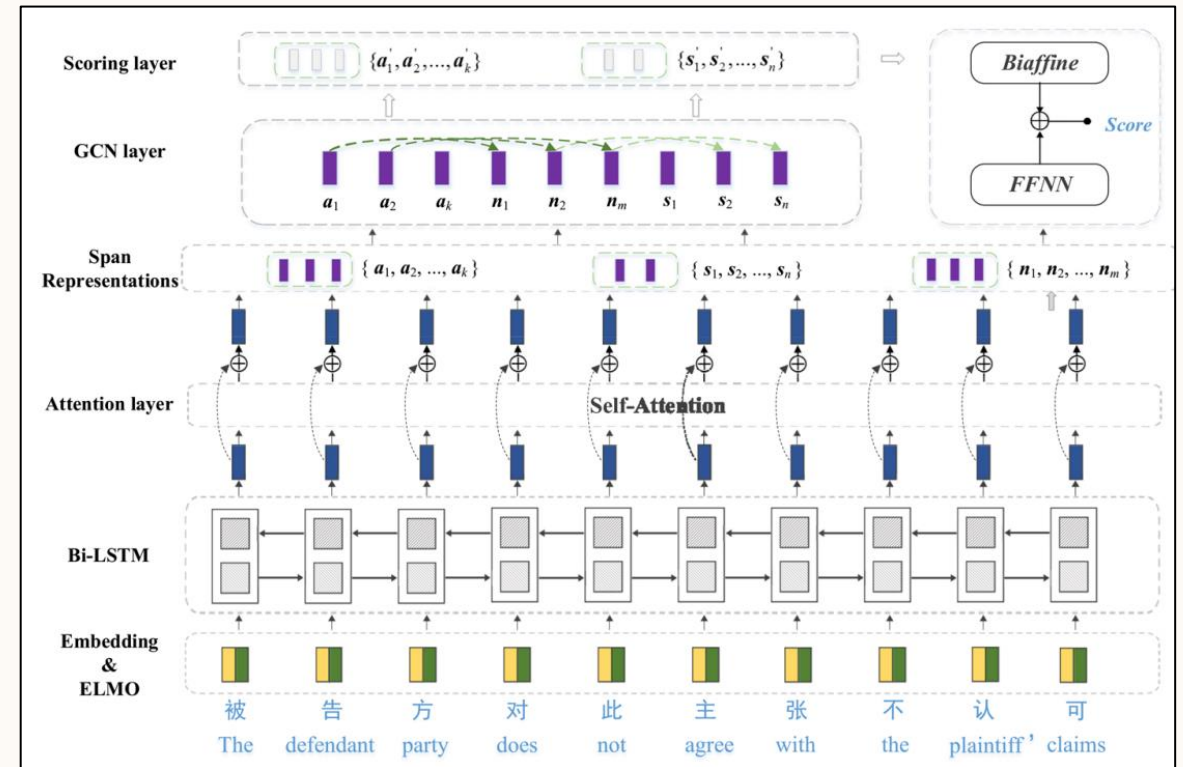 Scoring layer
{a'1, a'2, ..., a'k}
{s'1, s'2, ..., s'n}
Biaffine
Score
FFNN
GCN layer
a1 a2 ak n1 n2 nm s1 s2 sn
Span
Representations
{ a1, a2, ..., ak }
{ s1, s2, ..., sn }
{ n1, n2, ..., nm }
Attention layer
Self-Attention
Bi-LSTM
Embedding
&
ELMO
被 告 方 对 此 主 张 不 认 可
The defendant party does not agree with the plaintiff’ claims